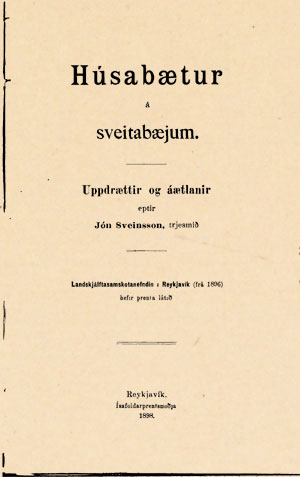 Húsabætur
á
sveitabæjum.
Uppdrættir og áætlanir
eptir
Jón Sveinsson, trjesmið
Landskjálftasamskotanefndin í Reykjavík (frá 1896)
hefir prenta látið
Reykjavík.
Ísafoldarprentsmiðja
1898.